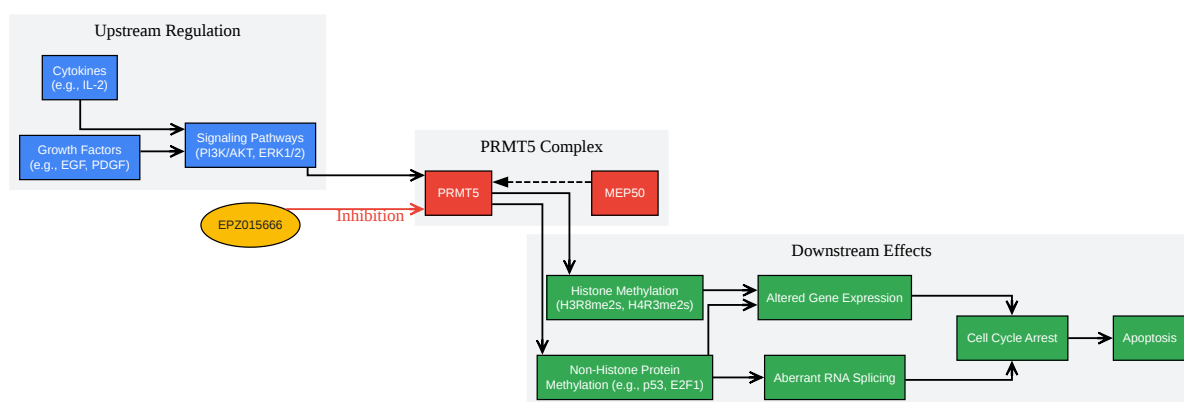 Upstream Regulation
Cytokines
(e.g., IL-2)
Growth Factors
(e.g., EGF, PDGF)
Signaling Pathways
(PI3K/AKT, ERK1/2)
PRMT5 Complex
PRMT5
MEP50
EPZ015666
Inhibition
Downstream Effects
Histone Methylation
(H3R8me2s, H4R3me2s)
Altered Gene Expression
Cell Cycle Arrest
Apoptosis
Non-Histone Protein
Methylation (e.g., p53, E2F1)
Aberrant RNA Splicing